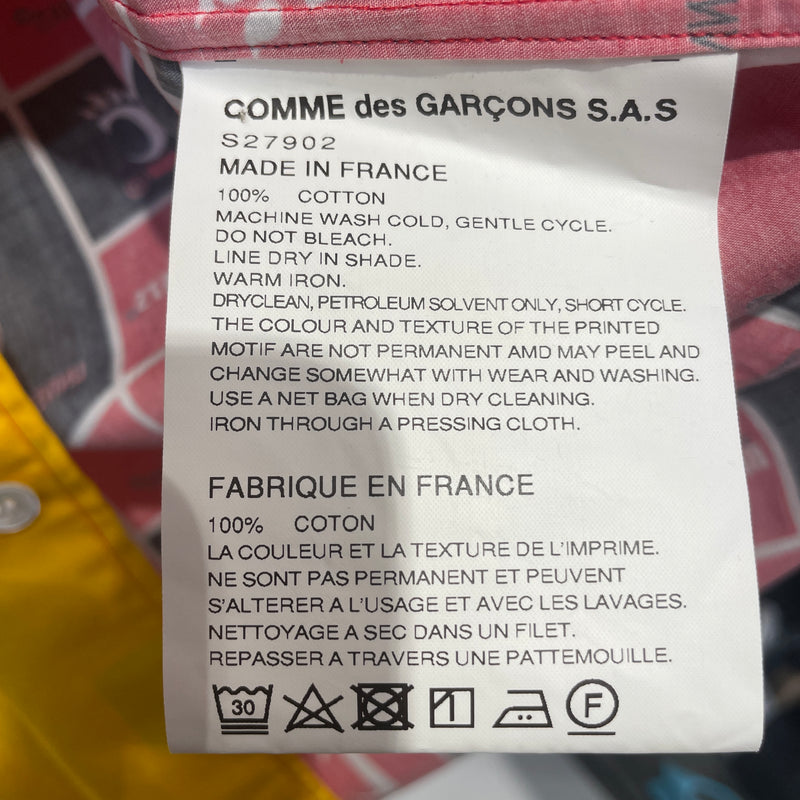 COMME des GARÇONS S.A.S
S27902
MADE IN FRANCE
100% COTTON
MACHINE WASH COLD, GENTLE CYCLE.
DO NOT BLEACH.
LINE DRY IN SHADE.
WARM IRON.
DRYCLEAN, PETROLEUM SOLVENT ONLY, SHORT CYCLE.
THE COLOUR AND TEXTURE OF THE PRINTED
MOTIF ARE NOT PERMANENT AMD MAY PEEL AND
CHANGE SOMEWHAT WITH WEAR AND WASHING.
USE A NET BAG WHEN DRY CLEANING.
IRON THROUGH A PRESSING CLOTH.
FABRIQUE EN FRANCE
100% COTON
LA COULEUR ET LA TEXTURE DE L'IMPRIME.
NE SONT PAS PERMANENT ET PEUVENT
S'ALTERER A L'USAGE ET AVEC LES LAVAGES.
NETTOYAGE A SEC DANS UN FILET.
REPASSER A TRAVERS UNE PATTEMOUILLE.
30 F